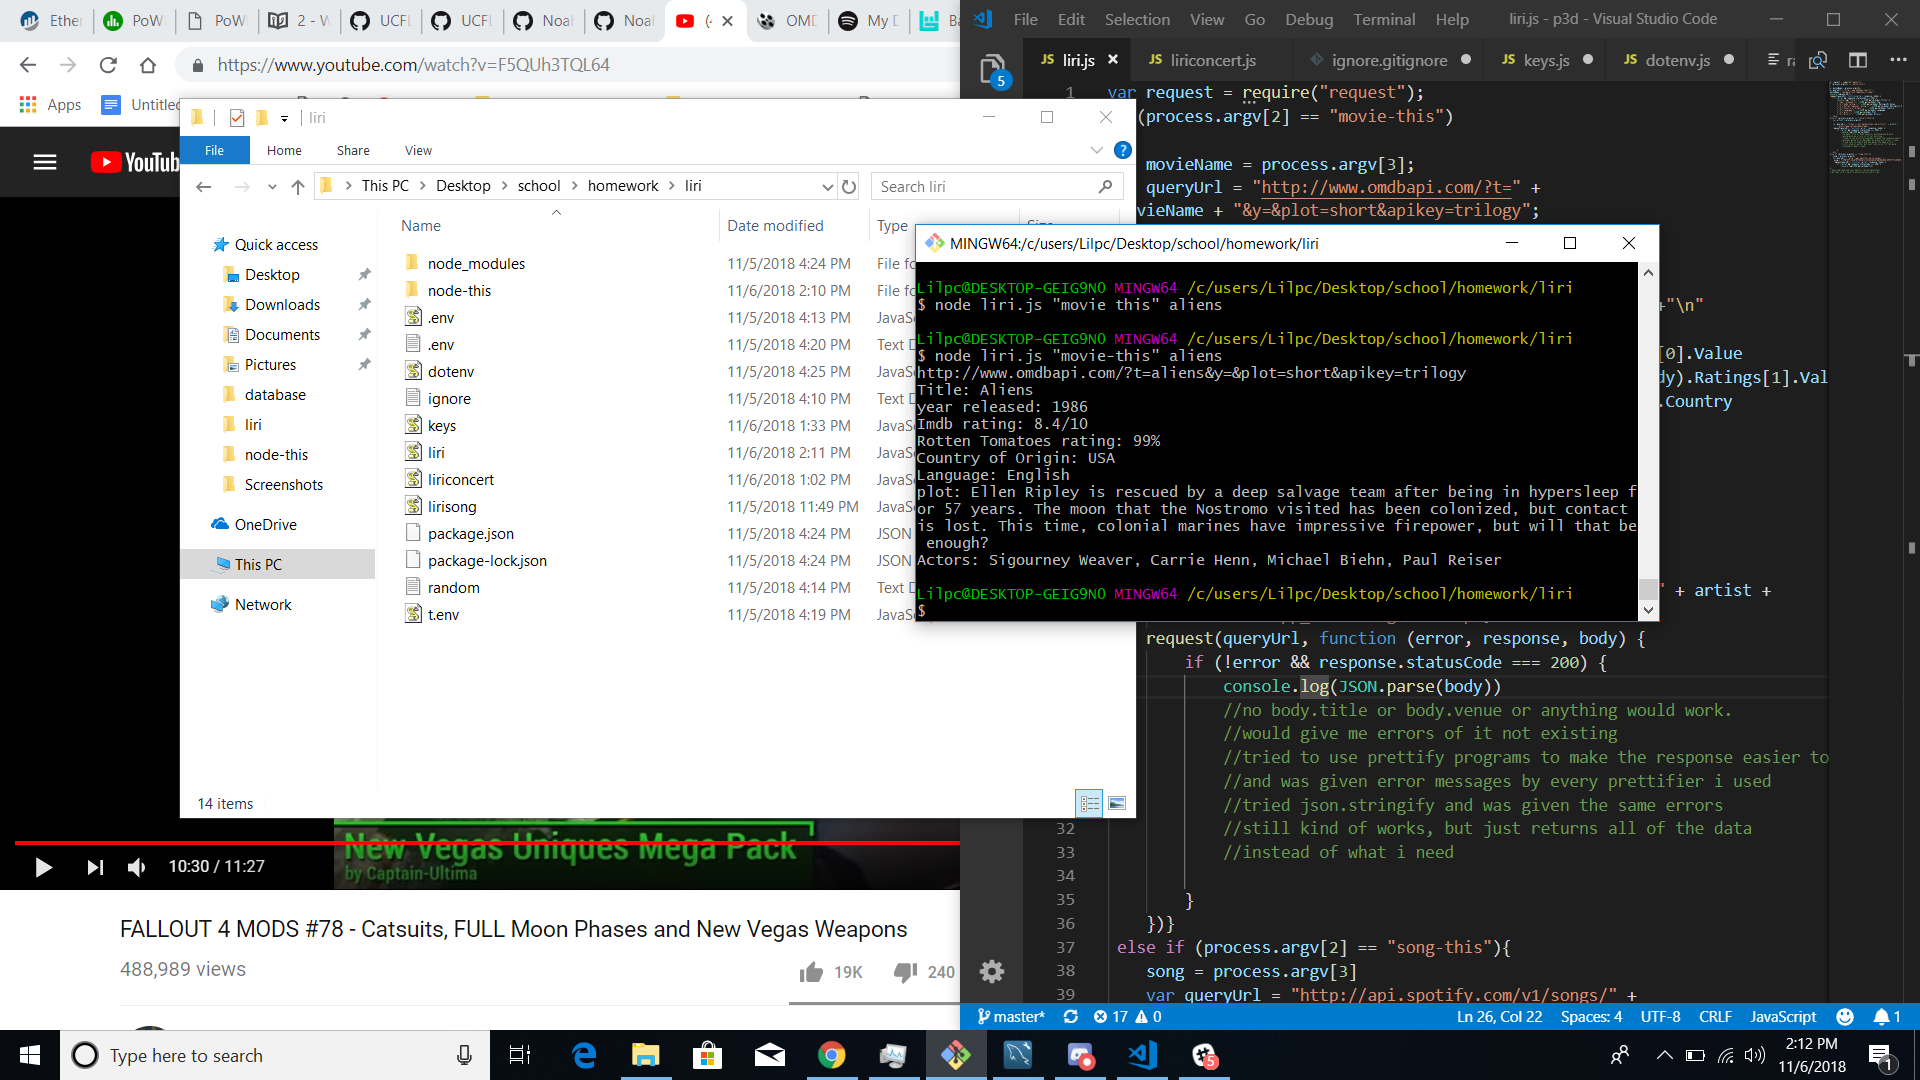 Ether
PoW
PoWi
2 - W
UCFL
UCFL
Noal
Noal
(4
OMD
My D
Ba
https://www.youtube.com/watch?v=F5QUh3TQL64
Apps
Untitled
YouTub
liri
File
Home
Share
View
This PC
Desktop
school
homework
liri
Search liri
Name
Date modified
Type
Size
Quick access
Desktop
Downloads
Documents
Pictures
database
liri
node-this
Screenshots
OneDrive
This PC
Network
node_modules 11/5/2018 4:24 PM File fo
node-this 11/6/2018 2:10 PM File fo
.env 11/5/2018 4:13 PM JavaSc
.env 11/5/2018 4:20 PM Text D
dotenv 11/5/2018 4:25 PM JavaSc
ignore 11/5/2018 4:10 PM Text D
keys 11/6/2018 1:33 PM JavaSc
liri 11/6/2018 2:11 PM JavaSc
liriconcert 11/6/2018 1:02 PM JavaSc
lirisong 11/5/2018 11:49 PM JavaSc
package.json 11/5/2018 4:24 PM JSON
package-lock.json 11/5/2018 4:24 PM JSON
random 11/5/2018 4:14 PM Text D
t.env 11/5/2018 4:19 PM JavaSc
14 items
New Vegas Uniques Mega Pack
by Captain-Ultima
10:30 / 11:27
FALLOUT 4 MODS #78 - Catsuits, FULL Moon Phases and New Vegas Weapons
488,989 views
19K
240
File Edit Selection View Go Debug Terminal Help
liri.js - p3d - Visual Studio Code
5
JS liri.js
JS liriconcert.js
ignore.gitignore
JS keys.js
JS dotenv.js
ra
1 var request = require("request");
(process.argv[2] == "movie-this")
movieName = process.argv[3];
queryUrl = "http://www.omdbapi.com/?t=" +
vieName + "&y=&plot=short&apikey=trilogy";
+"\n"
[0].Value
dy).Ratings[1].Val
.Country
MINGW64:/c/users/Lilpc/Desktop/school/homework/liri
Lilpc@DESKTOP-GEIG9NO MINGW64 /c/users/Lilpc/Desktop/school/homework/liri
$ node liri.js "movie this" aliens
Lilpc@DESKTOP-GEIG9NO MINGW64 /c/users/Lilpc/Desktop/school/homework/liri
$ node liri.js "movie-this" aliens
http://www.omdbapi.com/?t=aliens&y=&plot=short&apikey=trilogy
Title: Aliens
year released: 1986
Imdb rating: 8.4/10
Rotten Tomatoes rating: 99%
Country of Origin: USA
Language: English
plot: Ellen Ripley is rescued by a deep salvage team after being in hypersleep f
or 57 years. The moon that the Nostromo visited has been colonized, but contact
is lost. This time, colonial marines have impressive firepower, but will that be
enough?
Actors: Sigourney Weaver, Carrie Henn, Michael Biehn, Paul Reiser
Lilpc@DESKTOP-GEIG9NO MINGW64 /c/users/Lilpc/Desktop/school/homework/liri
$
" + artist +
request(queryUrl, function (error, response, body) {
if (!error && response.statusCode === 200) {
console.log(JSON.parse(body))
//no body.title or body.venue or anything would work.
//would give me errors of it not existing
//tried to use prettify programs to make the response easier to
//and was given error messages by every prettifier i used
//tried json.stringify and was given the same errors
32 //still kind of works, but just returns all of the data
33 //instead of what i need
34
35 }
36 })}
37 else if (process.argv[2] == "song-this"){
38 song = process.argv[3]
39 var queryUrl = "http://api.spotify.com/v1/songs/" +
master*
17
0
Ln 26, Col 22
Spaces: 4
UTF-8
CRLF
JavaScript
1
Type here to search
5
2:12 PM
11/6/2018
1